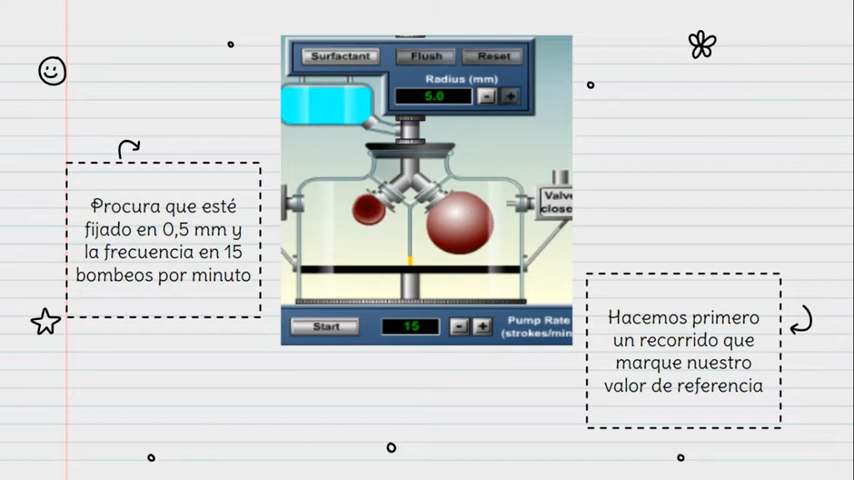 Surfactant Flush Reset
Radius (mm)
5.0 - +
Procura que esté
fijado en 0,5 mm y
la frecuencia en 15
bombeos por minuto
Valve
close
Start 15 - + Pump Rate
(strokes/min
Hacemos primero
un recorrido que
marque nuestro
valor de referencia